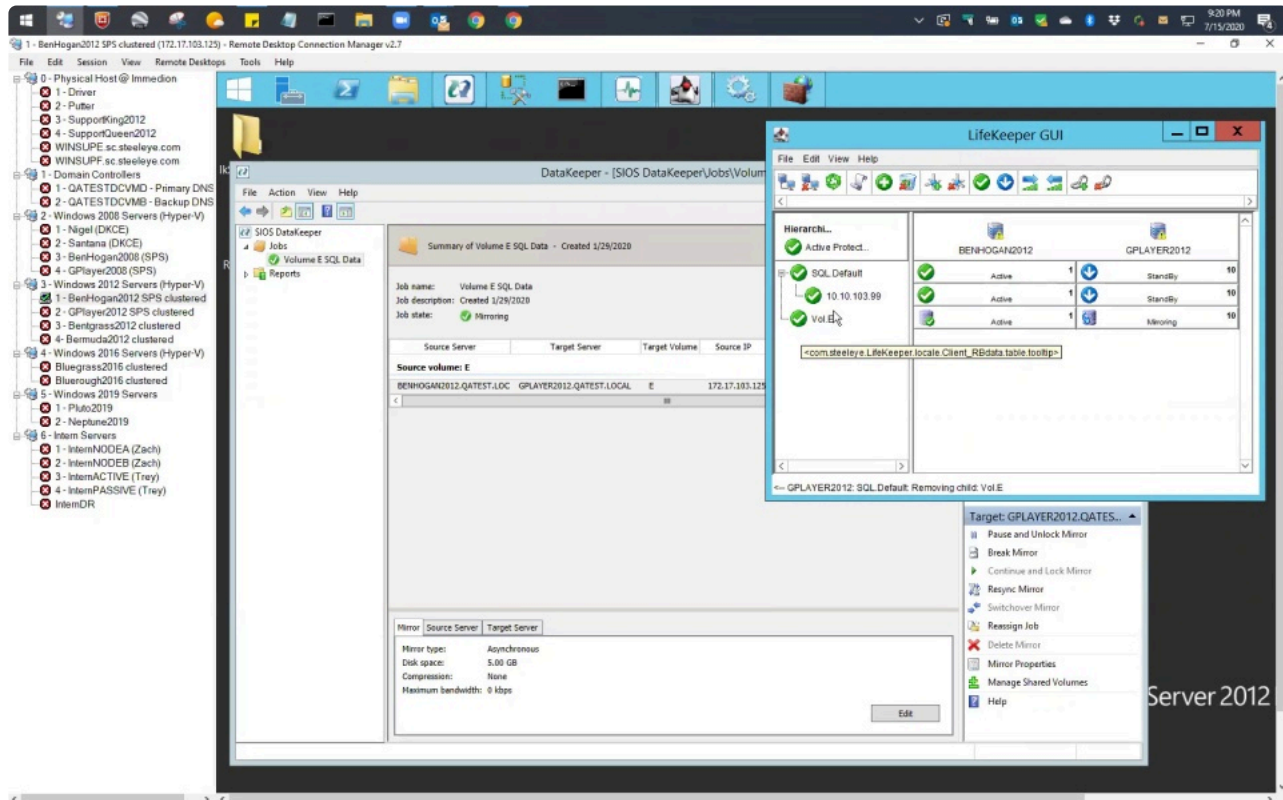 9:20 PM
7/15/2020
1 - BenHogan2012 SPS clustered (172.17.103.125) - Remote Desktop Connection Manager v2.7
File Edit Session View Remote Desktops Tools Help
0 - Physical Host @ Immedion
1 - Driver
2 - Putter
3 - SupportKing2012
4 - SupportQueen2012
WINSUPE.sc.steeleye.com
WINSUPF.sc.steeleye.com
1 - Domain Controllers
1 - QATESTDCVMD - Primary DNS
2 - QATESTDCVMB - Backup DNS
2 - Windows 2008 Servers (Hyper-V)
1 - Nigel (DKCE)
2 - Santana (DKCE)
3 - BenHogan2008 (SPS)
4 - GPlayer2008 (SPS)
3 - Windows 2012 Servers (Hyper-V)
1 - BenHogan2012 SPS clustered
2 - GPlayer2012 SPS clustered
3 - Bentgrass2012 clustered
4- Bermuda2012 clustered
4 - Windows 2016 Servers (Hyper-V)
Bluegrass2016 clustered
Bluerough2016 clustered
5 - Windows 2019 Servers
1 - Pluto2019
2 - Neptune2019
6 - Intern Servers
1 - InternNODEA (Zach)
2 - InternNODEB (Zach)
3 - InternACTIVE (Trey)
4 - InternPASSIVE (Trey)
InternDR
DataKeeper - [SIOS DataKeeper\Jobs\Volum
File Action View Help
SIOS DataKeeper
Jobs
Volume E SQL Data
Reports
Summary of Volume E SQL Data - Created 1/29/2020
Job name: Volume E SQL Data
Job description: Created 1/29/2020
Job state: Mirroring
Source Server Target Server Target Volume Source IP
Source volume: E
BENHOGAN2012.QATEST.LOC GPLAYER2012.QATEST.LOCAL E 172.17.103.125
Mirror Source Server Target Server
Mirror type: Asynchronous
Disk space: 5.00 GB
Compression: None
Maximum bandwidth: 0 kbps
Edit
LifeKeeper GUI
File Edit View Help
Hierarchi...
Active Protect...
BENHOGAN2012 GPLAYER2012
SQL.Default Active 1 StandBy 10
10.10.103.99 Active 1 StandBy 10
Vol.E Active 1 Mirroring 10
<com.steeleye.LifeKeeper.locale.Client_RBdata.table.tooltip>
<-- GPLAYER2012: SQL.Default: Removing child: Vol.E
Target: GPLAYER2012.QATES...
Pause and Unlock Mirror
Break Mirror
Continue and Lock Mirror
Resync Mirror
Switchover Mirror
Reassign Job
Delete Mirror
Mirror Properties
Manage Shared Volumes
Help
Server 2012